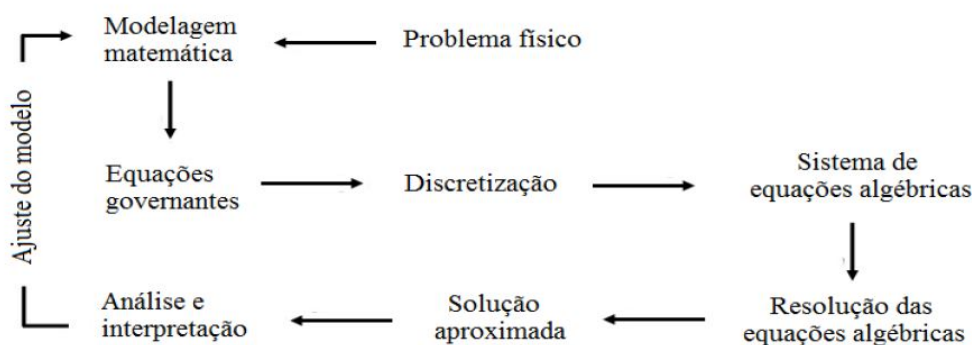 Modelagem
matemática
Problema físico
Ajuste do modelo
Equações
governantes
Discretização
Sistema de
equações algébricas
Análise e
interpretação
Solução
aproximada
Resolução das
equações algébricas